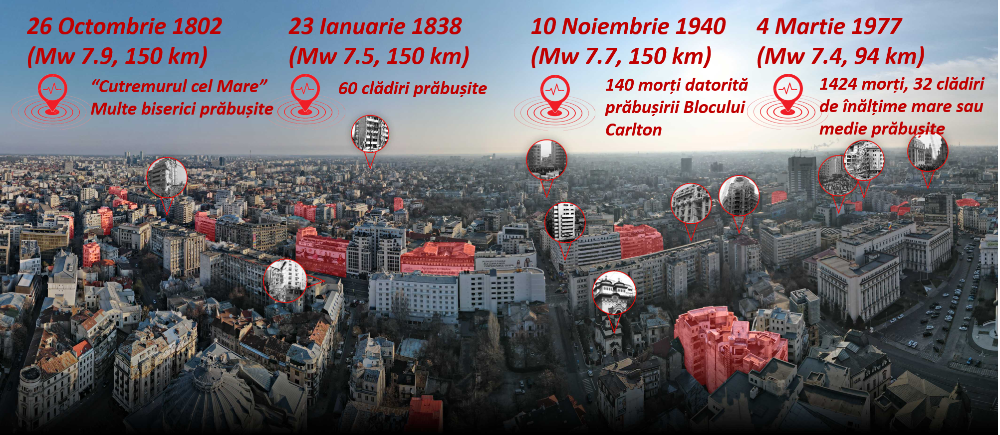 26 Octombrie 1802
(Mw 7.9, 150 km)
“Cutremurul cel Mare”
Multe biserici prăbușite
23 Ianuarie 1838
(Mw 7.5, 150 km)
60 clădiri prăbușite
10 Noiembrie 1940
(Mw 7.7, 150 km)
140 morți datorită
prăbușirii Blocului
Carlton
4 Martie 1977
(Mw 7.4, 94 km)
1424 morți, 32 clădiri
de înălțime mare sau
medie prăbușite